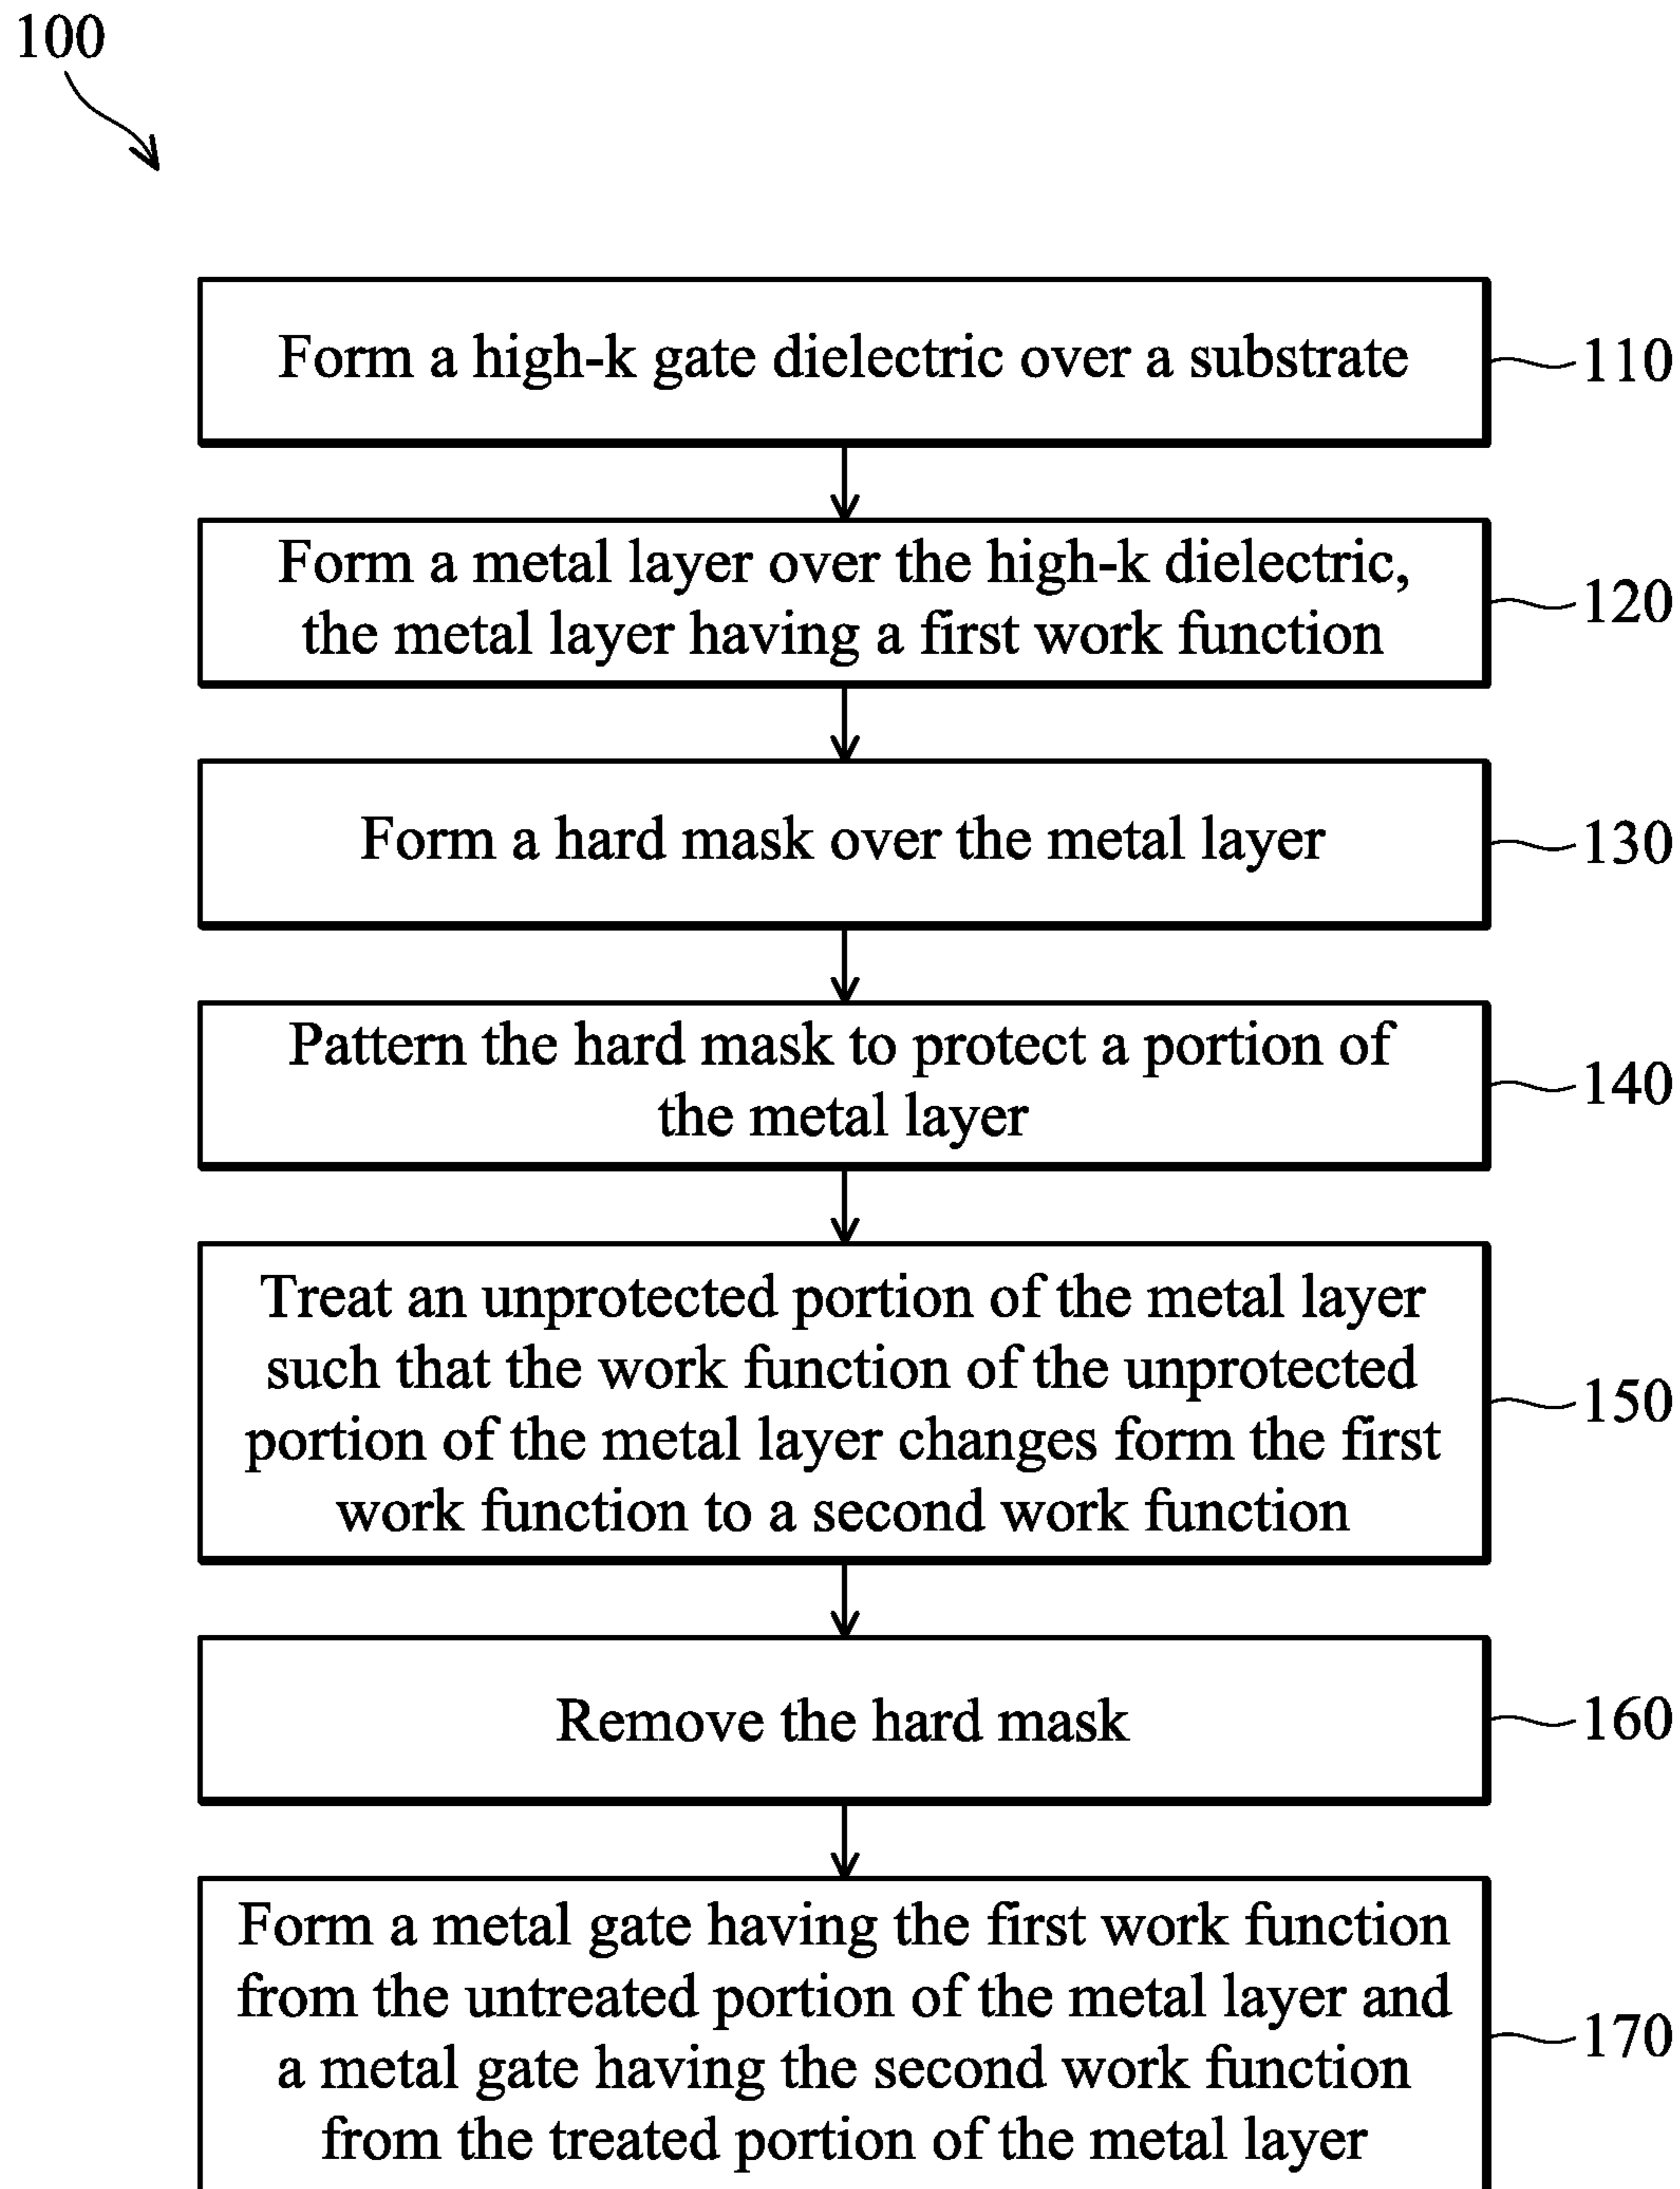 100
Form a high-k gate dielectric over a substrate
110
Form a metal layer over the high-k dielectric,
the metal layer having a first work function
120
Form a hard mask over the metal layer
130
Pattern the hard mask to protect a portion of
the metal layer
140
Treat an unprotected portion of the metal layer
such that the work function of the unprotected
portion of the metal layer changes form the first
work function to a second work function
150
Remove the hard mask
160
Form a metal gate having the first work function
from the untreated portion of the metal layer and
a metal gate having the second work function
from the treated portion of the metal layer
170